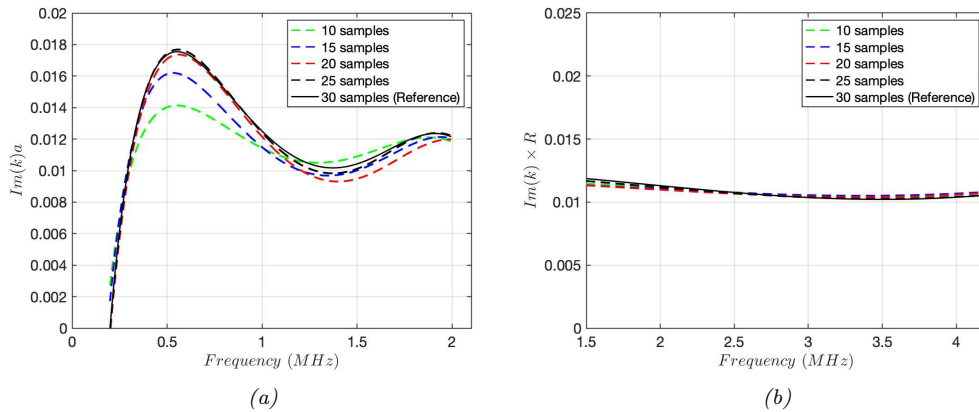 0.02
0.018
0.016
0.014
0.012
0.01
0.008
0.006
0.004
0.002
0
Im(k)a
10 samples
15 samples
20 samples
25 samples
30 samples (Reference)
0 0.5 1 1.5 2
Frequency (MHz)
(a)
0.025
0.02
0.015
0.01
0.005
0
Im(k) × R
10 samples
15 samples
20 samples
25 samples
30 samples (Reference)
1.5 2 2.5 3 3.5 4
Frequency (MHz)
(b)